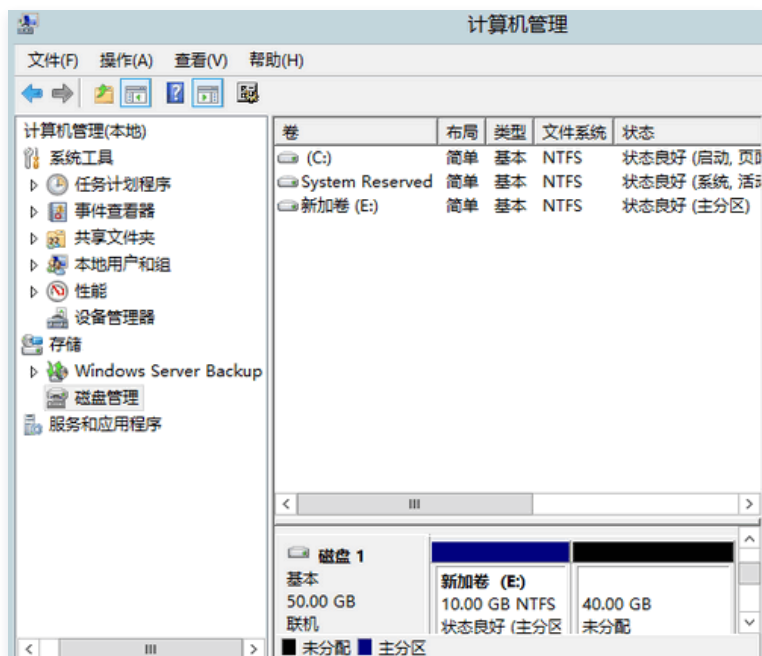 计算机管理
文件(F) 操作(A) 查看(V) 帮助(H)
计算机管理(本地)
系统工具
任务计划程序
事件查看器
共享文件夹
本地用户和组
性能
设备管理器
存储
Windows Server Backup
磁盘管理
服务和应用程序
卷 布局 类型 文件系统 状态
(C:) 简单 基本 NTFS 状态良好 (启动, 页面
System Reserved 简单 基本 NTFS 状态良好 (系统, 活动
新加卷 (E:) 简单 基本 NTFS 状态良好 (主分区)
磁盘 1
基本
50.00 GB
联机
新加卷 (E:)
10.00 GB NTFS
状态良好 (主分区
40.00 GB
未分配
未分配 主分区